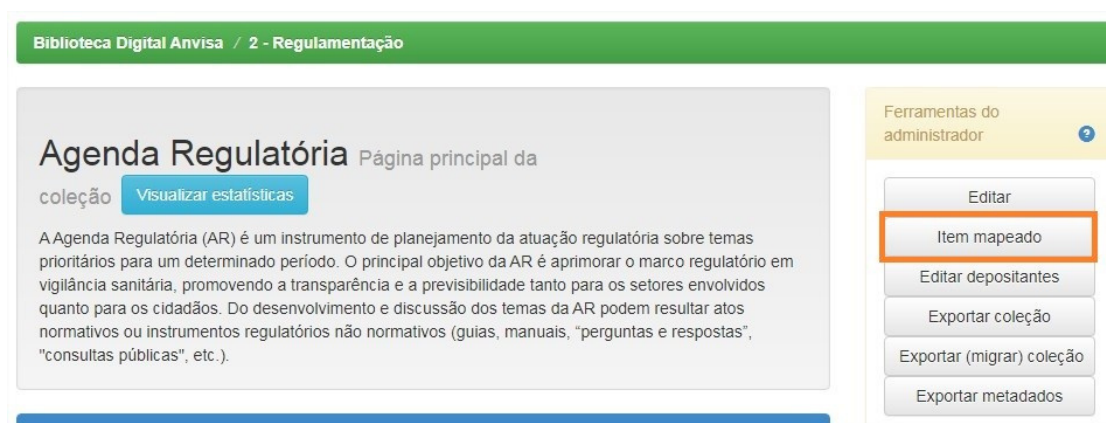 Biblioteca Digital Anvisa / 2 - Regulamentação
Agenda Regulatória Página principal da
coleção Visualizar estatísticas
A Agenda Regulatória (AR) é um instrumento de planejamento da atuação regulatória sobre temas
prioritários para um determinado período. O principal objetivo da AR é aprimorar o marco regulatório em
vigilância sanitária, promovendo a transparência e a previsibilidade tanto para os setores envolvidos
quanto para os cidadãos. Do desenvolvimento e discussão dos temas da AR podem resultar atos
normativos ou instrumentos regulatórios não normativos (guias, manuais, “perguntas e respostas”,
"consultas públicas", etc.).
Ferramentas do
administrador ?
Editar
Item mapeado
Editar depositantes
Exportar coleção
Exportar (migrar) coleção
Exportar metadados